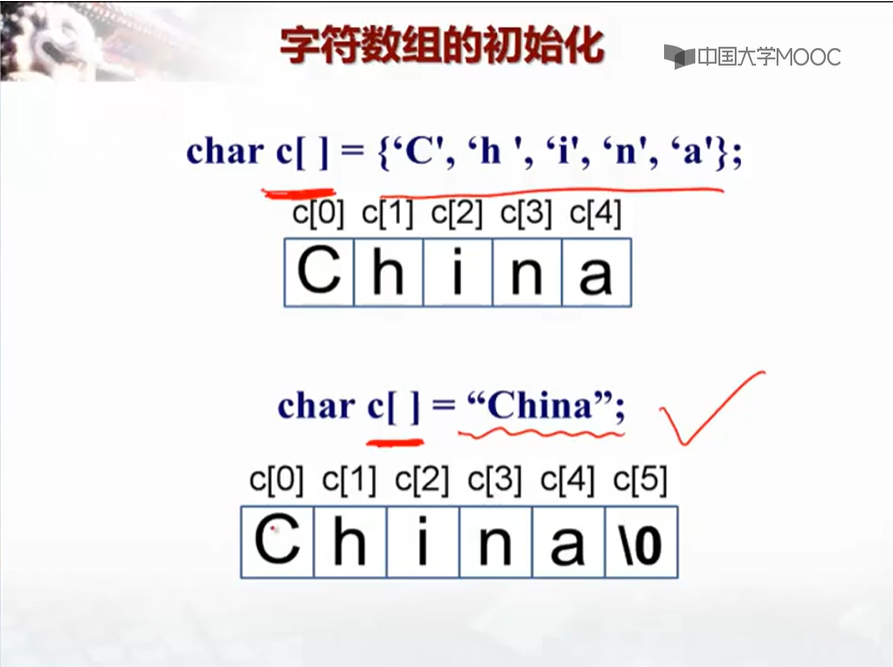 字符数组的初始化
中国大学MOOC
char c[ ] = {‘C', ‘h ', ‘i', ‘n', ‘a'};
c[0] c[1] c[2] c[3] c[4]
C h i n a
char c[ ] = “China”;
c[0] c[1] c[2] c[3] c[4] c[5]
C h i n a \0